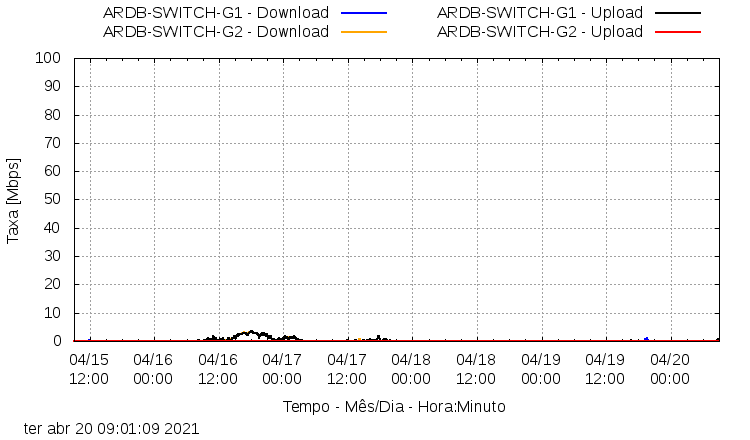 ARDB-SWITCH-G1 - Download ARDB-SWITCH-G1 - Upload
ARDB-SWITCH-G2 - Download ARDB-SWITCH-G2 - Upload
100
90
80
70
60
50
40
30
20
10
0
Taxa [Mbps]
04/15 04/16 04/16 04/17 04/17 04/18 04/18 04/19 04/19 04/20
12:00 00:00 12:00 00:00 12:00 00:00 12:00 00:00 12:00 00:00
Tempo - Mês/Dia - Hora:Minuto
ter abr 20 09:01:09 2021